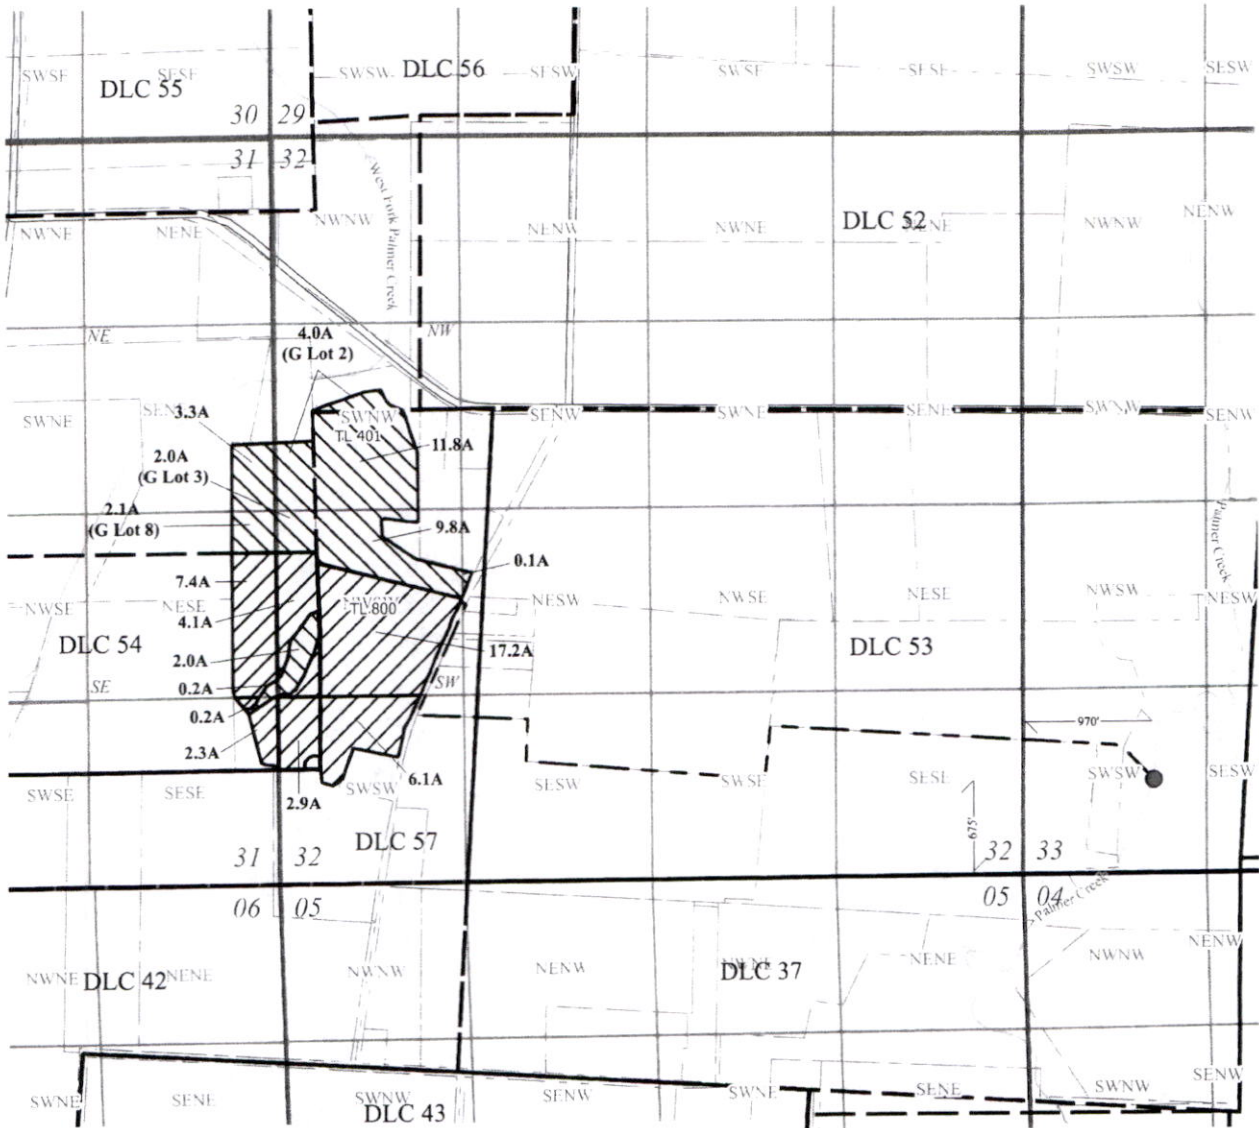 SWSE SESE SWSW DLC 56 SESW SWSE SESE SWSW SESW
DLC 55
30 29
31 32
West Fork Palmer Creek
NWNE NENE NWNW NENW NWNE DLC 52 NENE NWNW NENW
4.0A
(G Lot 2)
NE NW
3.3A
SWNE SENE SWNW SENW SWNE SENE SWNW SENW
TL 401
11.8A
2.0A
(G Lot 3)
2.1A
(G Lot 8)
9.8A
Palmer Creek
0.1A
7.4A
NWSE NESE NWSW NESW NWSE NESE NWSW NESW
TL 800
4.1A
DLC 54 DLC 53
17.2A
2.0A
SE 0.2A SW
0.2A
970'
2.3A
6.1A
SWSE SESE SWSW SESW SWSE SESE SWSW SESW
2.9A
675'
DLC 57
31 32 32 33
06 05 05 04
Palmer Creek
NWNE DLC 42 NENE NWNW NENW DLC 37 NWNE NENE NWNW NENW
SWNE SENE SWNW SENW SWNE SENE SWNW SENW
DLC 43